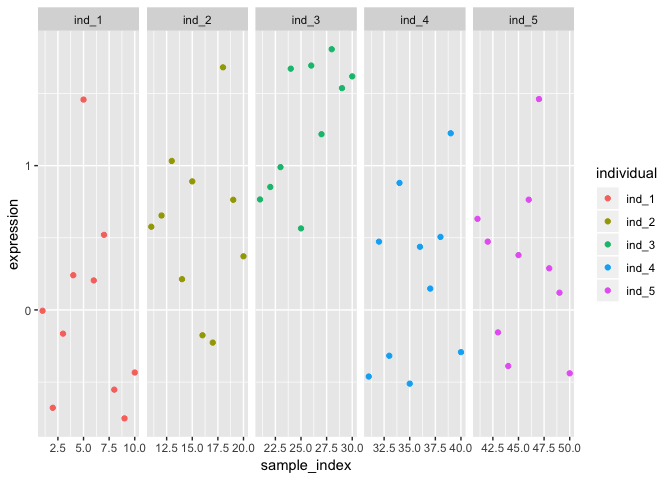 ind_1 ind_2 ind_3 ind_4 ind_5
expression
1
0
2.5 5.0 7.5 10.0 12.5 15.0 17.5 20.0 22.5 25.0 27.5 30.0 32.5 35.0 37.5 40.0 42.5 45.0 47.5 50.0
sample_index
individual
ind_1
ind_2
ind_3
ind_4
ind_5